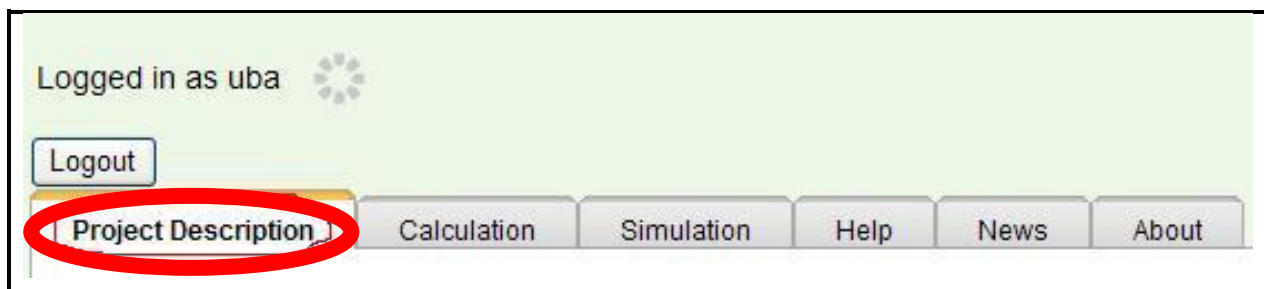 Logged in as uba
Logout
Project Description Calculation Simulation Help News About